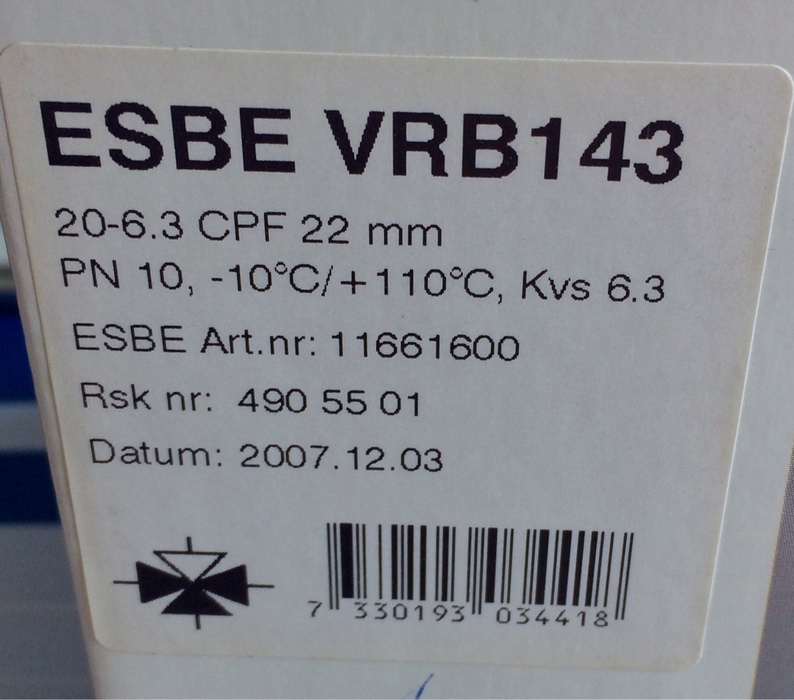 ESBE VRB143
20-6.3 CPF 22 mm
PN 10, -10°C/+110°C, Kvs 6.3
ESBE Art.nr: 11661600
Rsk nr: 490 55 01
Datum: 2007.12.03
7 330193 034418